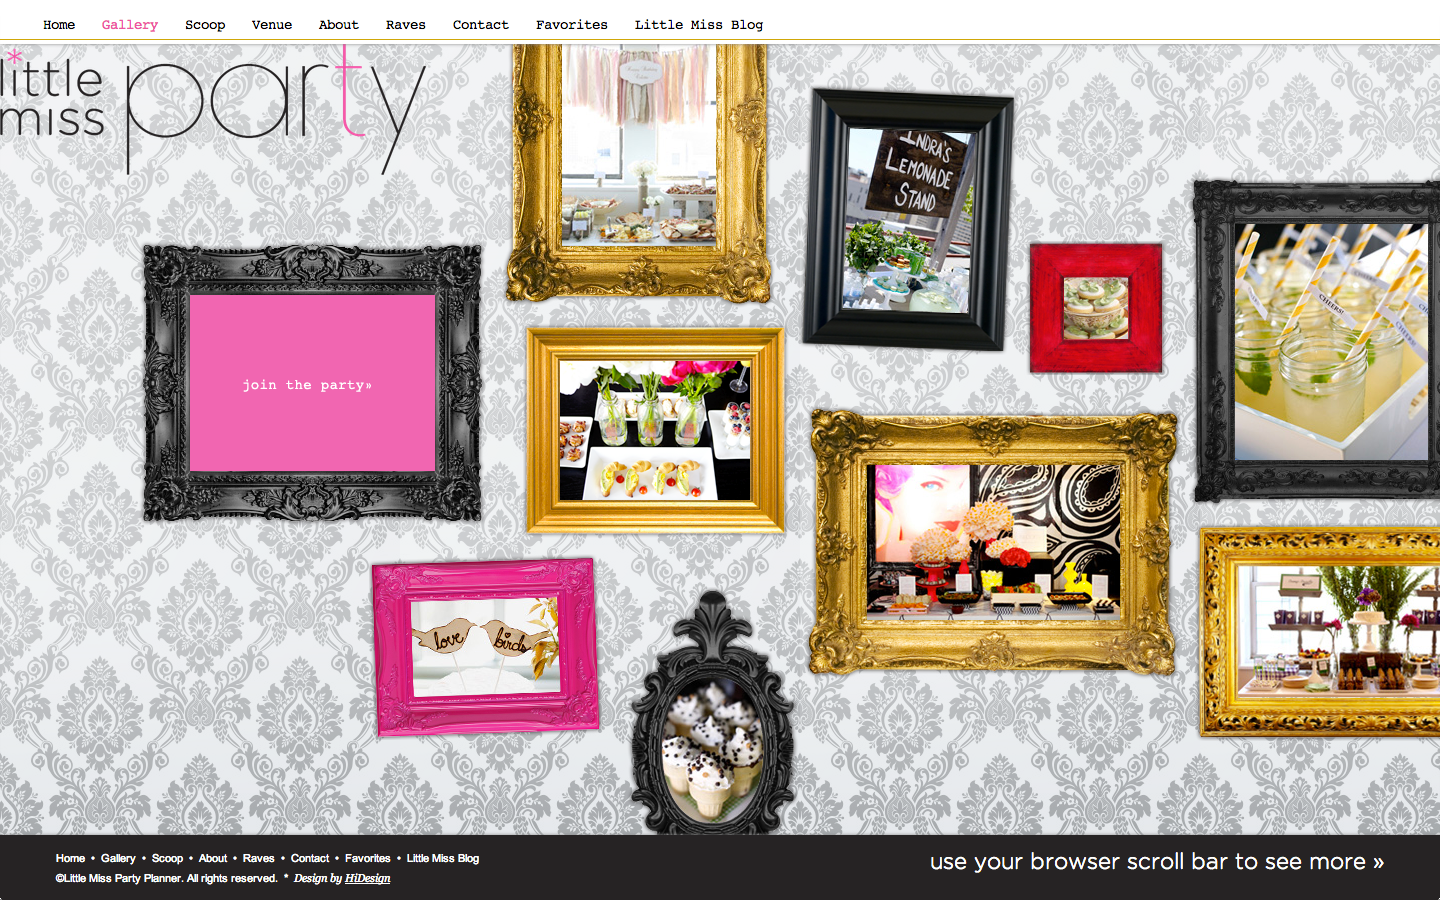 Home Gallery Scoop Venue About Raves Contact Favorites Little Miss Blog
little miss party
INDRA'S
LEMONADE
STAND
CHEERS!
join the party»
love birds
Home • Gallery • Scoop • About • Raves • Contact • Favorites • Little Miss Blog
©Little Miss Party Planner. All rights reserved. * Design by HiDesign
use your browser scroll bar to see more »